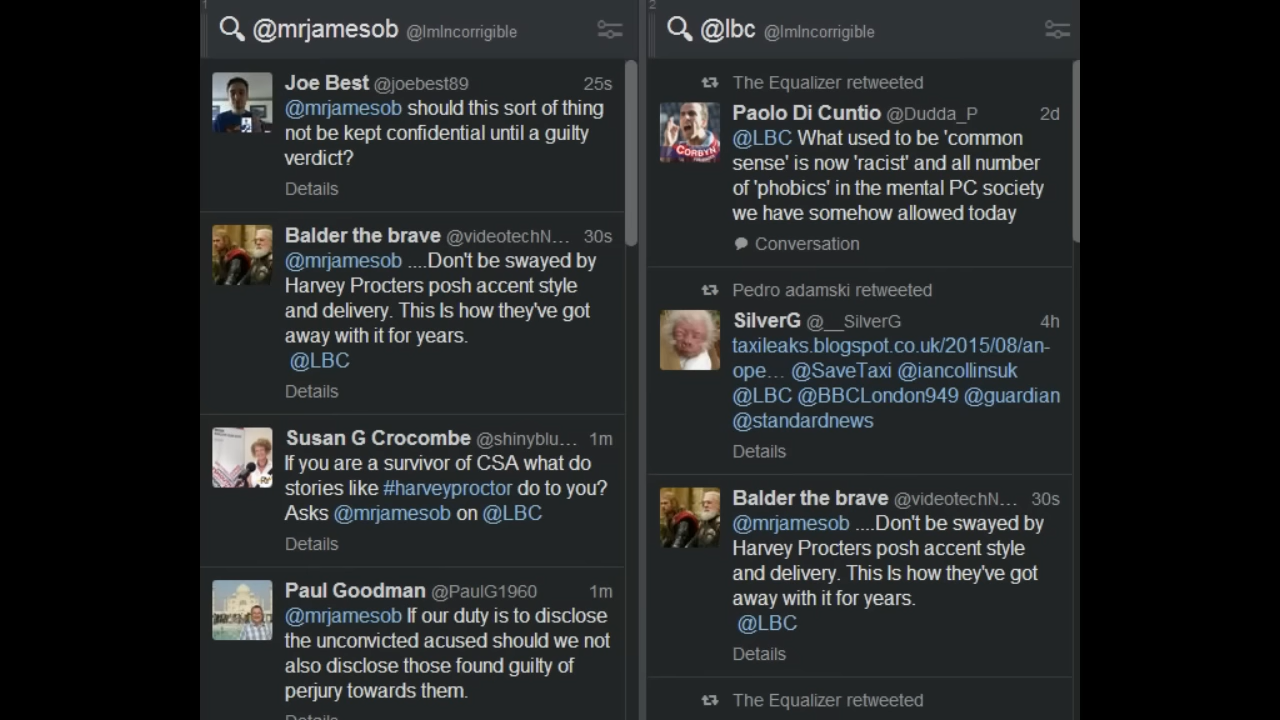 1
@mrjamesob @ImIncorrigible
Joe Best @joebest89 25s
@mrjamesob should this sort of thing
not be kept confidential until a guilty
verdict?
Details
Balder the brave @videotechN... 30s
@mrjamesob ....Don't be swayed by
Harvey Procters posh accent style
and delivery. This Is how they've got
away with it for years.
@LBC
Details
Susan G Crocombe @shinyblu... 1m
If you are a survivor of CSA what do
stories like #harveyproctor do to you?
Asks @mrjamesob on @LBC
Details
Paul Goodman @PaulG1960 1m
@mrjamesob If our duty is to disclose
the unconvicted acused should we not
also disclose those found guilty of
perjury towards them.
Details
2
@lbc @ImIncorrigible
The Equalizer retweeted
Paolo Di Cuntio @Dudda_P 2d
@LBC What used to be 'common
sense' is now 'racist' and all number
of 'phobics' in the mental PC society
we have somehow allowed today
Conversation
Pedro adamski retweeted
SilverG @__SilverG 4h
taxileaks.blogspot.co.uk/2015/08/an-
ope... @SaveTaxi @iancollinsuk
@LBC @BBCLondon949 @guardian
@standardnews
Details
Balder the brave @videotechN... 30s
@mrjamesob ....Don't be swayed by
Harvey Procters posh accent style
and delivery. This Is how they've got
away with it for years.
@LBC
Details
The Equalizer retweeted
CORBYN